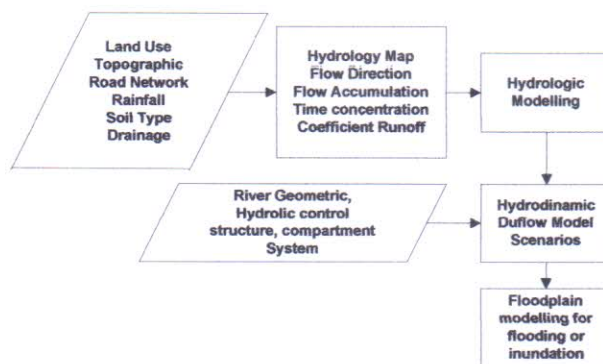 Land Use
Topographic
Road Network
Rainfall
Soil Type
Drainage
Hydrology Map
Flow Direction
Flow Accumulation
Time concentration
Coefficient Runoff
Hydrologic
Modelling
River Geometric,
Hydrolic control
structure, compartment
System
Hydrodinamic
Duflow Model
Scenarios
Floodplain
modelling for
flooding or
inundation